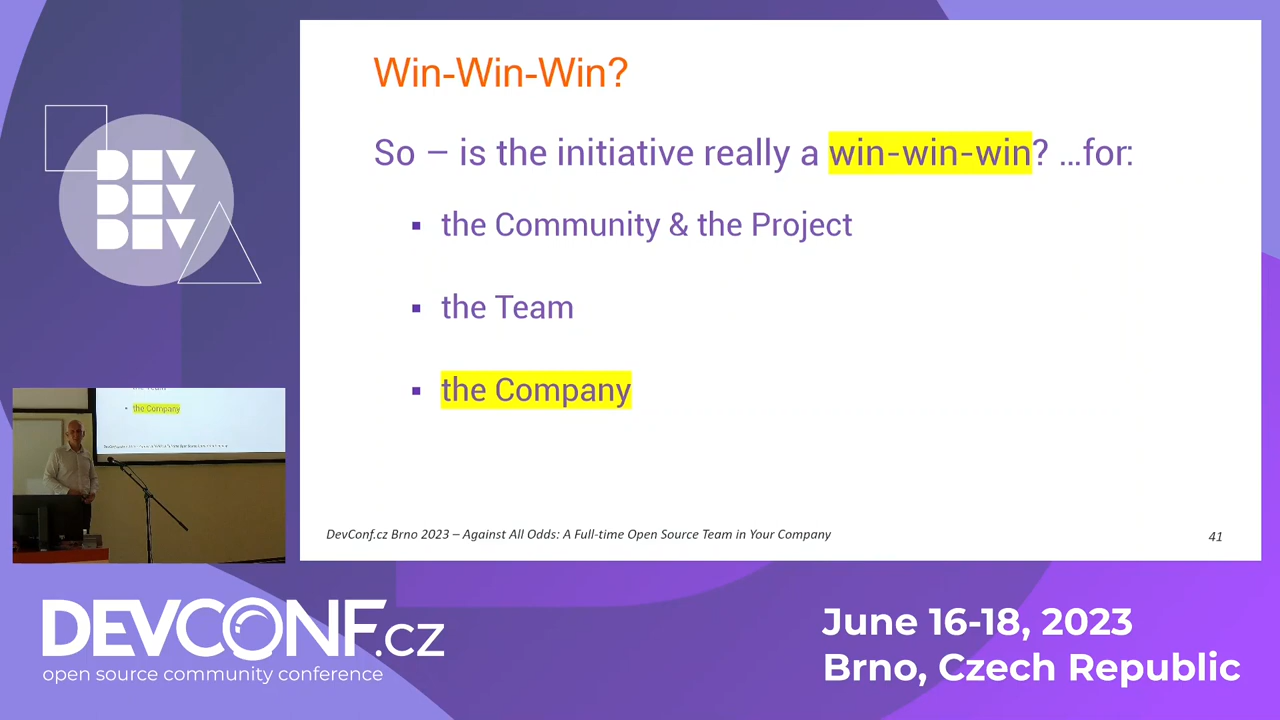 Win-Win-Win?
So – is the initiative really a win-win-win? ...for:
▪ the Community & the Project
▪ the Team
▪ the Company
DevConf.cz Brno 2023 – Against All Odds: A Full-time Open Source Team in Your Company
41
DEV
DEV
DEV
the Company
DEVCONF.cz
open source community conference
June 16-18, 2023
Brno, Czech Republic